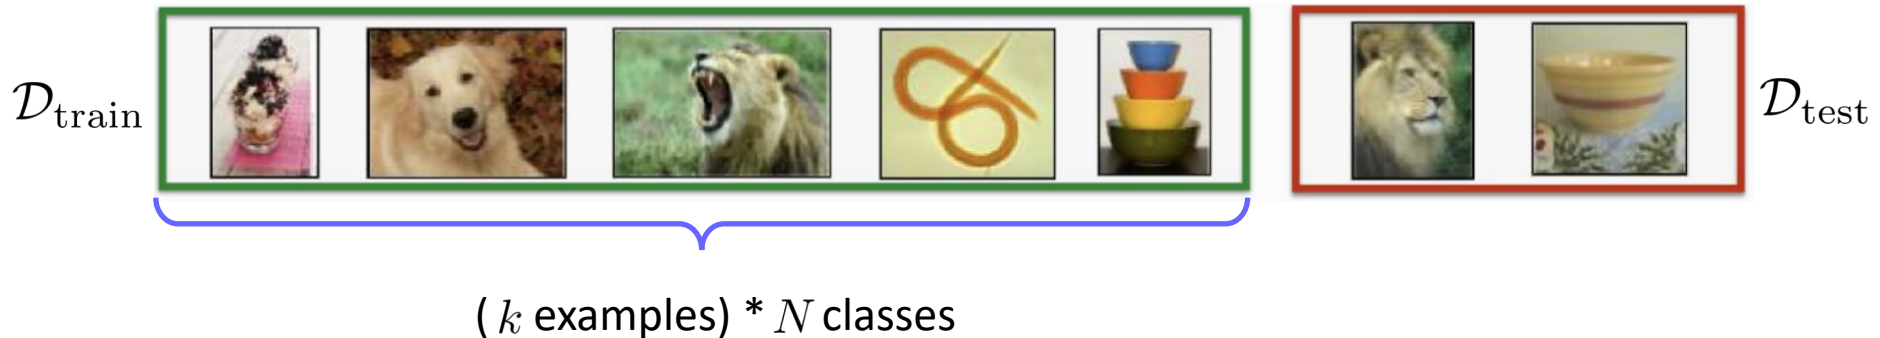 𝒟train
𝒟test
( k examples) * N classes